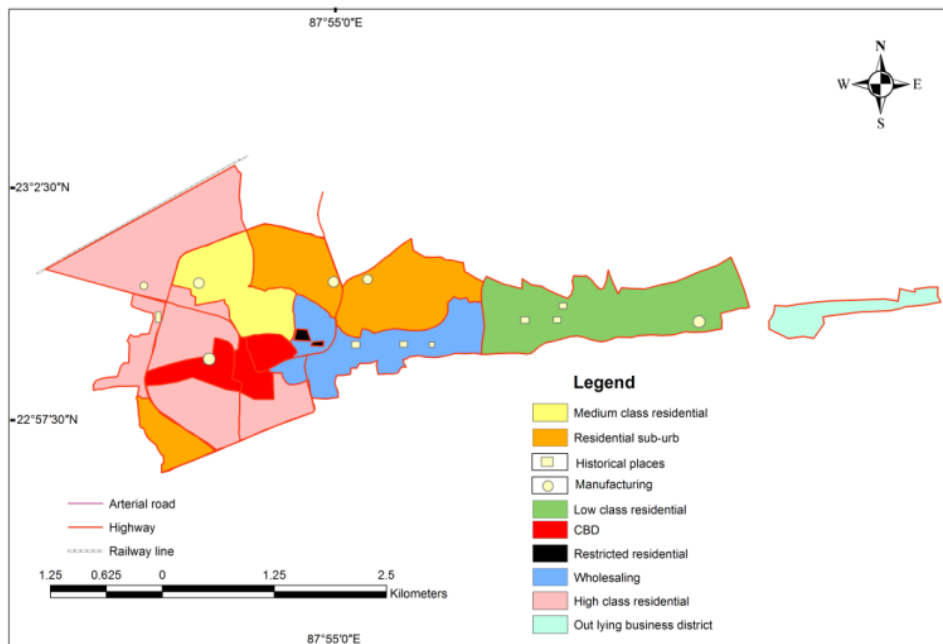 87°55'0"E
N
W E
S
23°2'30"N
22°57'30"N
Legend
Medium class residential
Residential sub-urb
Historical places
Manufacturing
Low class residential
CBD
Restricted residential
Wholesaling
High class residential
Out lying business district
Arterial road
Highway
Railway line
1.25 0.625 0 1.25 2.5
Kilometers
87°55'0"E